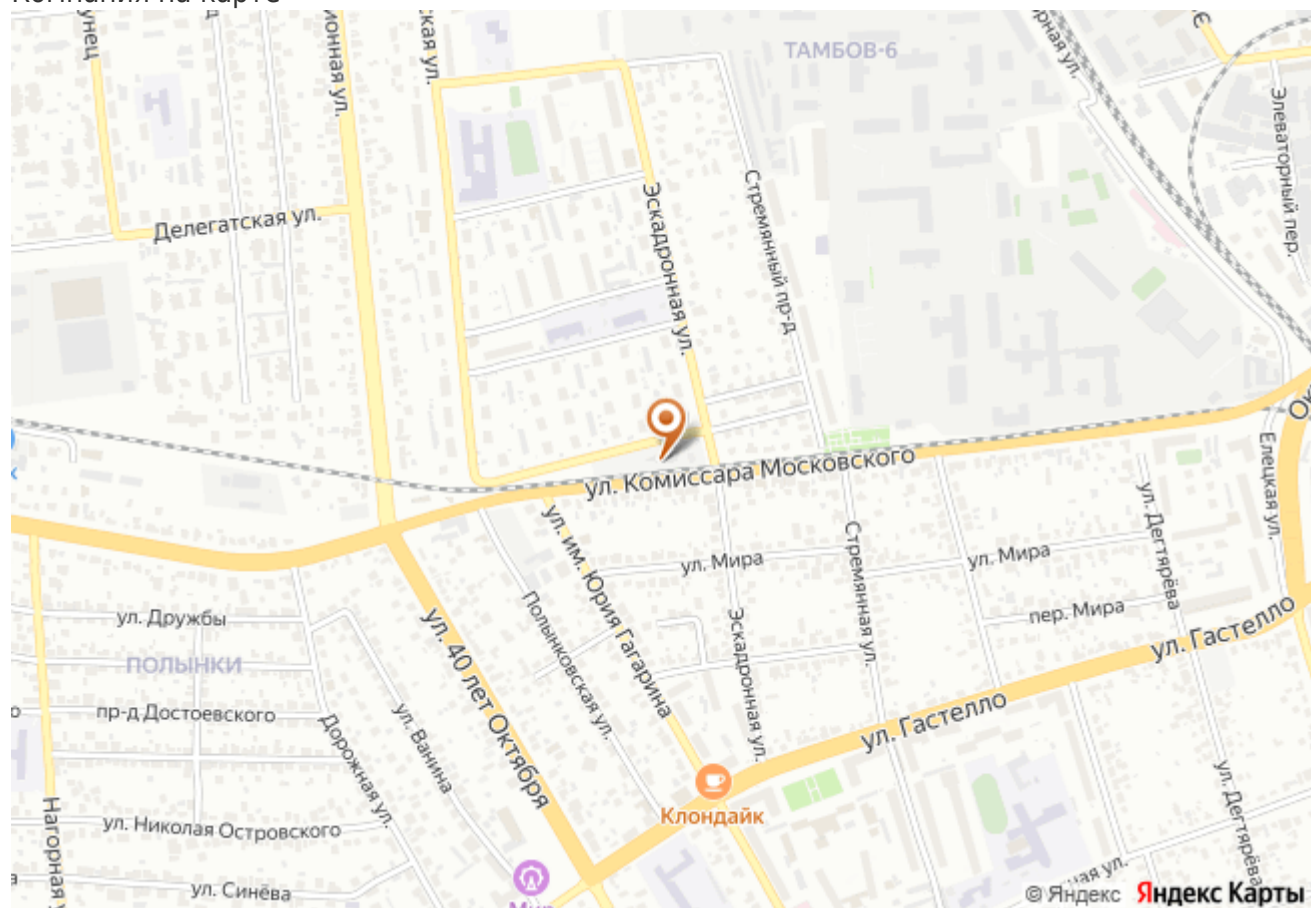 Компания на карте
ТАМБОВ-6
Делегатская ул.
Эскадронная ул.
Стремянный пр-д
Элеваторный пер.
ул. Комиссара Московского
Елецкая ул.
ул. Дегтярёва
ул. Мира
ул. Мира
пер. Мира
Стремянная ул.
ул. им. Юрия Гагарина
Полынковская ул.
Эскадронная ул.
ул. Гастелло
ул. Гастелло
ул. Дружбы
ПОЛЫНКИ
ул. 40 лет Октября
пр-д Достоевского
Дорожная ул.
ул. Ванина
Клондайк
ул. Дегтярёва
ул. Николая Островского
Нагорная
ул. Синёва
© Яндекс Яндекс Карты